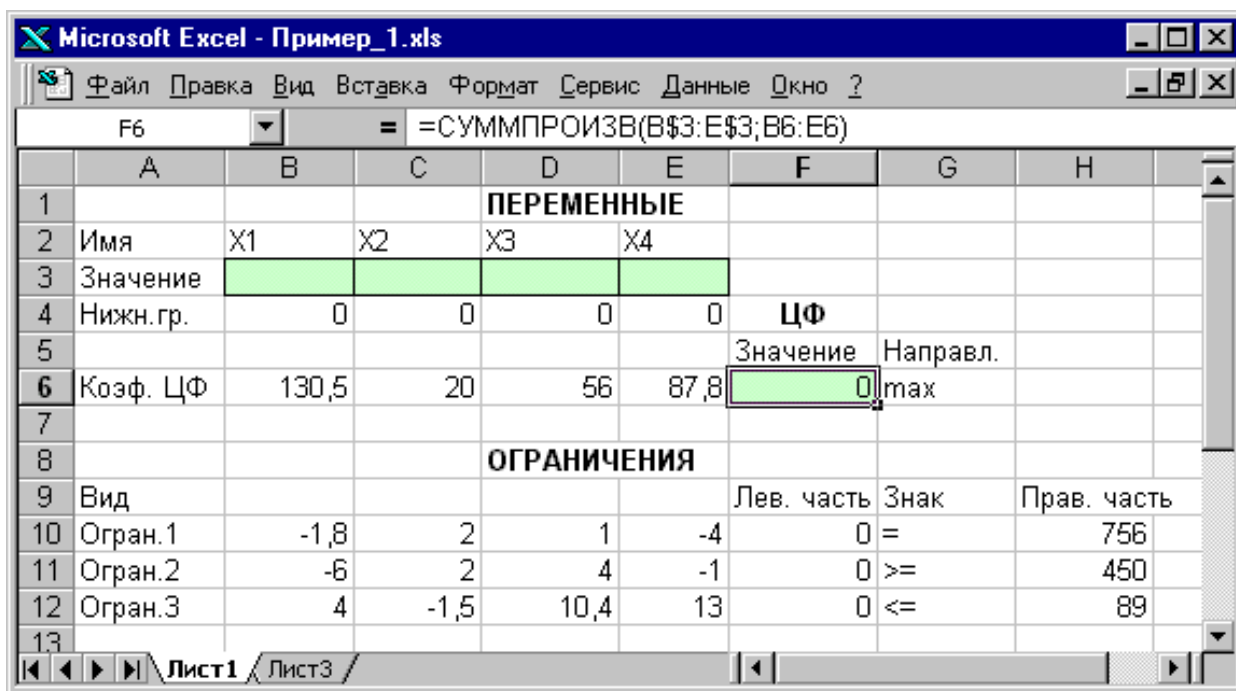 Microsoft Excel - Пример_1.xls
Файл Правка Вид Вставка Формат Сервис Данные Окно ?
F6 = =СУММПРОИЗВ(B$3:E$3;B6:E6)
A B C D E F G H
1 ПЕРЕМЕННЫЕ
2 Имя X1 X2 X3 X4
3 Значение
4 Нижн.гр. 0 0 0 0 ЦФ
5 Значение Направл.
6 Коэф. ЦФ 130,5 20 56 87,8 0 max
7
8 ОГРАНИЧЕНИЯ
9 Вид Лев. часть Знак Прав. часть
10 Огран.1 -1,8 2 1 -4 0 = 756
11 Огран.2 -6 2 4 -1 0 >= 450
12 Огран.3 4 -1,5 10,4 13 0 <= 89
13
Лист1 Лист3